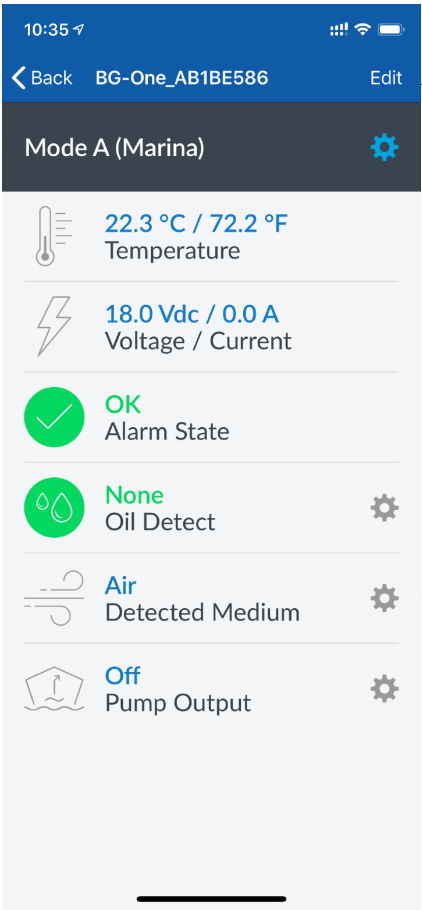 10:35
Back BG-One_AB1BE586 Edit
Mode A (Marina)
22.3 °C / 72.2 °F
Temperature
18.0 Vdc / 0.0 A
Voltage / Current
OK
Alarm State
None
Oil Detect
Air
Detected Medium
Off
Pump Output